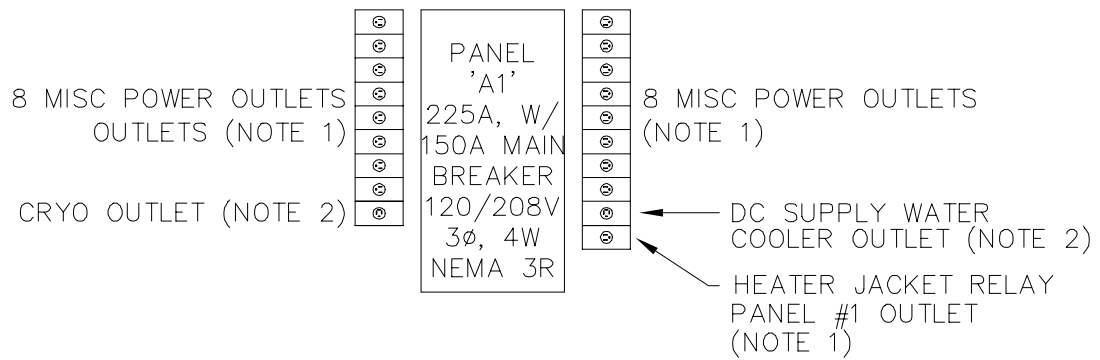 8 MISC POWER OUTLETS
OUTLETS (NOTE 1)
CRYO OUTLET (NOTE 2)
PANEL
'A1'
225A, W/
150A MAIN
BREAKER
120/208V
3ø, 4W
NEMA 3R
8 MISC POWER OUTLETS
(NOTE 1)
DC SUPPLY WATER
COOLER OUTLET (NOTE 2)
HEATER JACKET RELAY
PANEL #1 OUTLET
(NOTE 1)